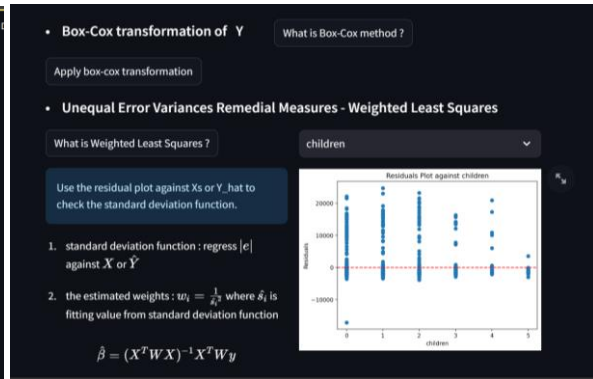 • Box-Cox transformation of Y
What is Box-Cox method ?
Apply box-cox transformation
• Unequal Error Variances Remedial Measures - Weighted Least Squares
What is Weighted Least Squares ?
children
Use the residual plot against Xs or Y_hat to
check the standard deviation function.
1. standard deviation function : regress |e|
against X or Ŷ
2. the estimated weights : wᵢ = 1/ŝᵢ² where ŝᵢ is
fitting value from standard deviation function
β̂ = (XᵀWX)⁻¹XᵀWy
Residuals Plot against children
Residuals
20000
10000
0
−10000
0 1 2 3 4 5
children